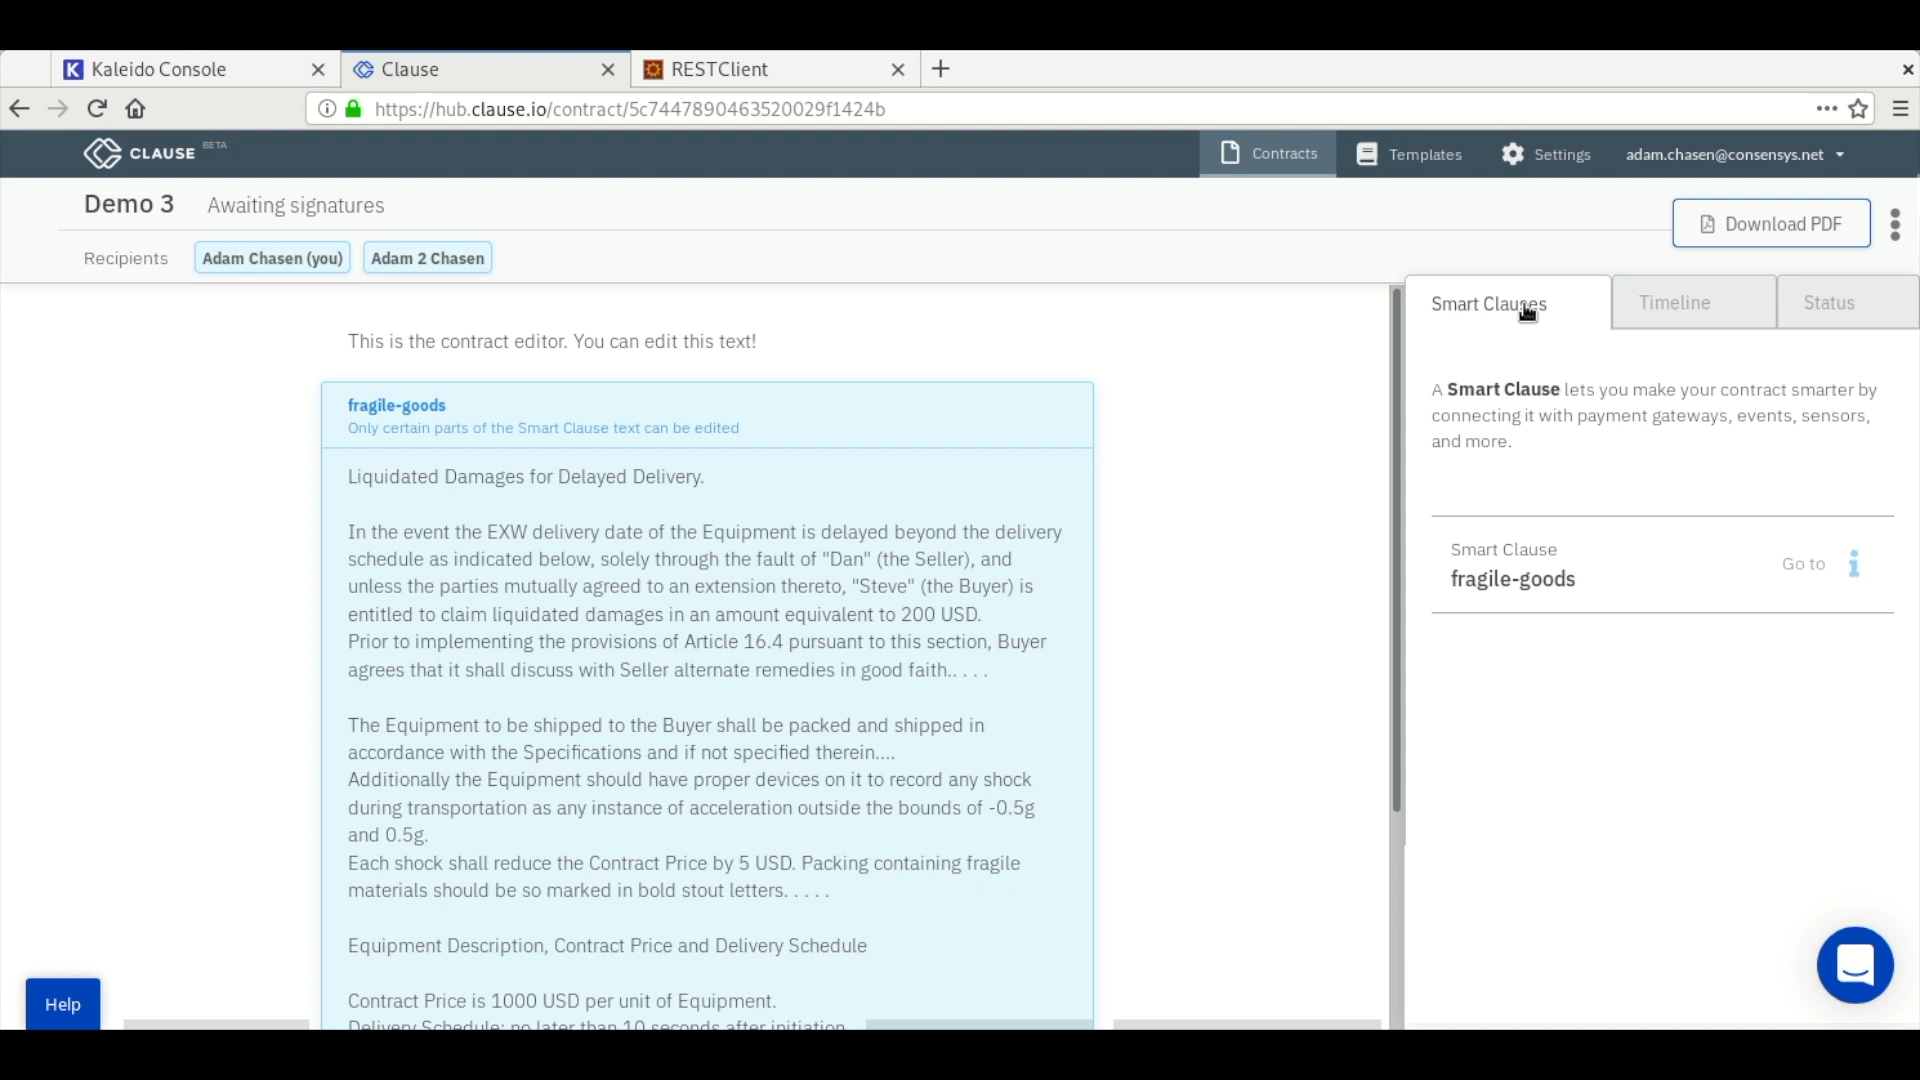 Kaleido Console
Clause
RESTClient
https://hub.clause.io/contract/5c7447890463520029f1424b
CLAUSE BETA
Contracts
Templates
Settings
adam.chasen@consensys.net
Demo 3 Awaiting signatures
Download PDF
Recipients Adam Chasen (you) Adam 2 Chasen
Smart Clauses
Timeline
Status
This is the contract editor. You can edit this text!
fragile-goods
Only certain parts of the Smart Clause text can be edited
Liquidated Damages for Delayed Delivery.
In the event the EXW delivery date of the Equipment is delayed beyond the delivery
schedule as indicated below, solely through the fault of "Dan" (the Seller), and
unless the parties mutually agreed to an extension thereto, "Steve" (the Buyer) is
entitled to claim liquidated damages in an amount equivalent to 200 USD.
Prior to implementing the provisions of Article 16.4 pursuant to this section, Buyer
agrees that it shall discuss with Seller alternate remedies in good faith.. . . .
The Equipment to be shipped to the Buyer shall be packed and shipped in
accordance with the Specifications and if not specified therein....
Additionally the Equipment should have proper devices on it to record any shock
during transportation as any instance of acceleration outside the bounds of -0.5g
and 0.5g.
Each shock shall reduce the Contract Price by 5 USD. Packing containing fragile
materials should be so marked in bold stout letters. . . . .
Equipment Description, Contract Price and Delivery Schedule
Contract Price is 1000 USD per unit of Equipment.
Delivery Schedule: no later than 10 seconds after initiation
A Smart Clause lets you make your contract smarter by
connecting it with payment gateways, events, sensors,
and more.
Smart Clause
fragile-goods
Go to
Help